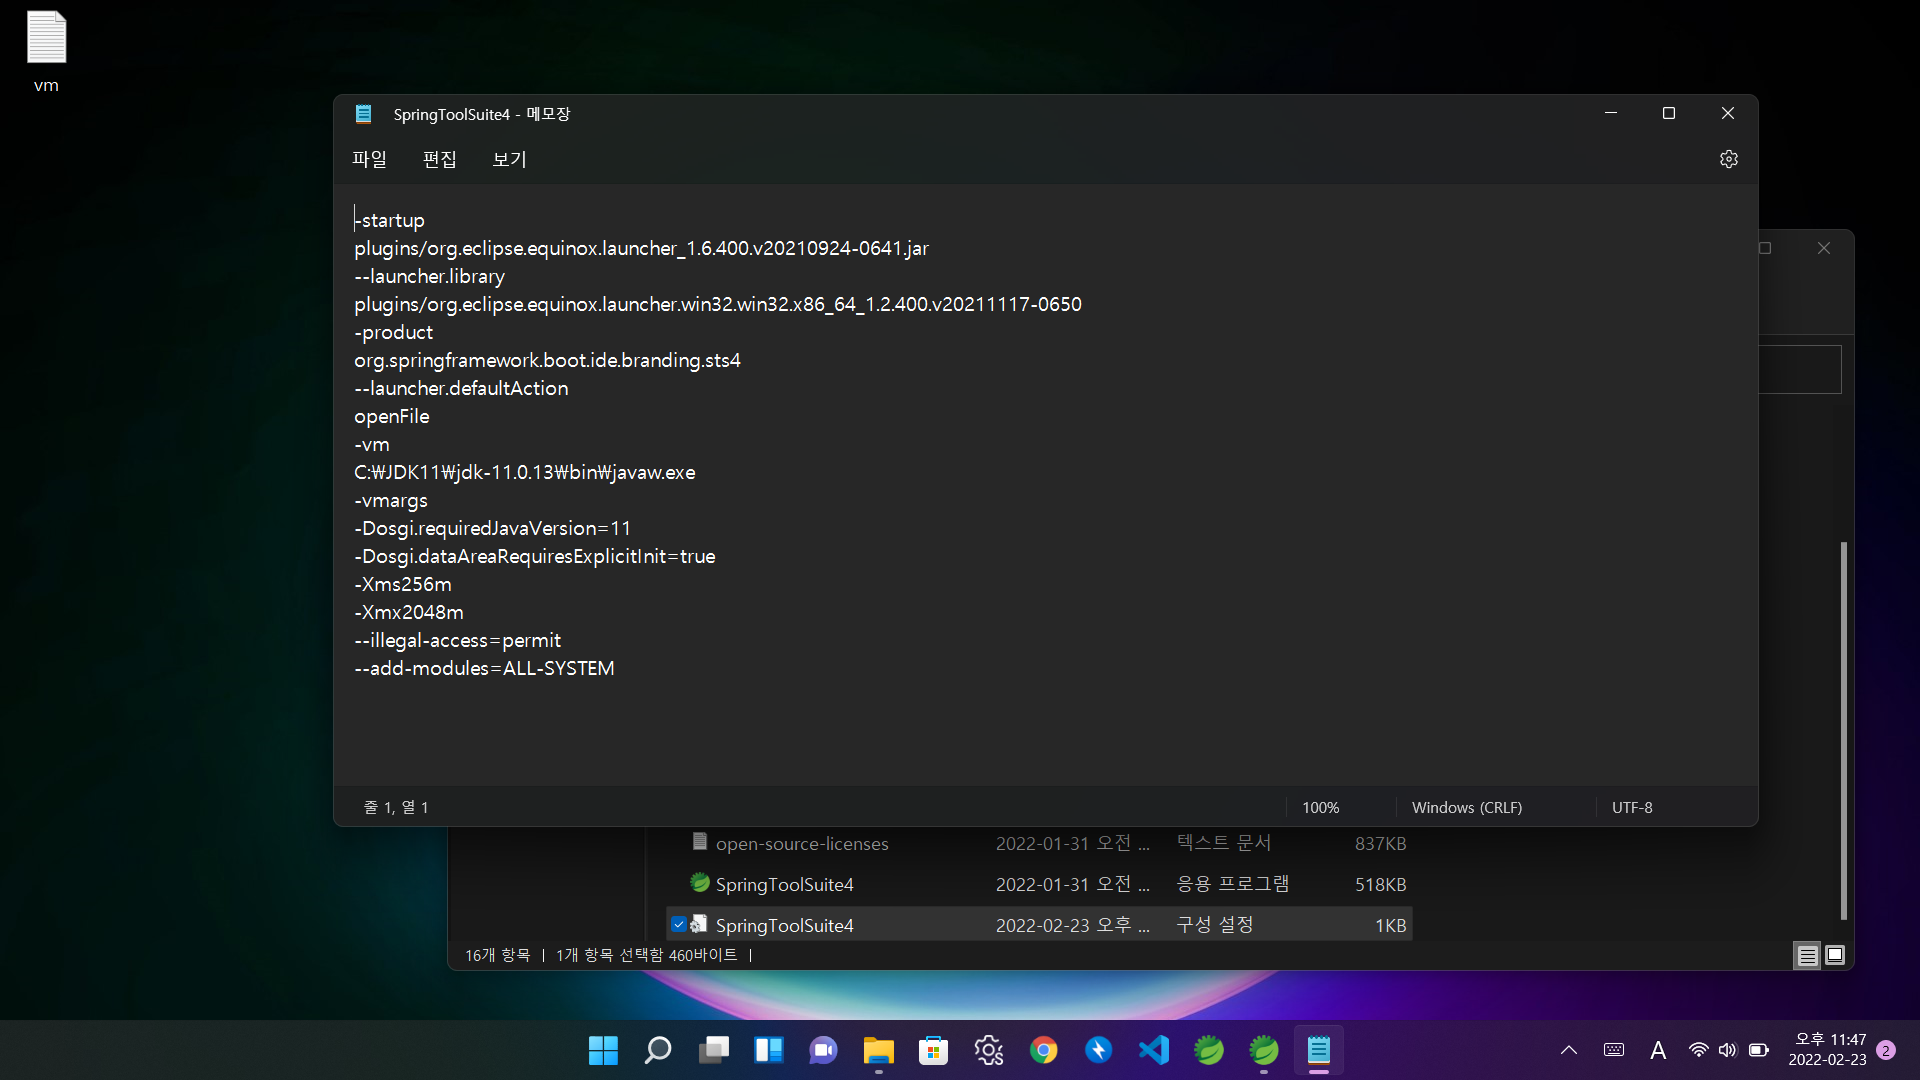 vm
SpringToolSuite4 - 메모장
파일 편집 보기
-startup
plugins/org.eclipse.equinox.launcher_1.6.400.v20210924-0641.jar
--launcher.library
plugins/org.eclipse.equinox.launcher.win32.win32.x86_64_1.2.400.v20211117-0650
-product
org.springframework.boot.ide.branding.sts4
--launcher.defaultAction
openFile
-vm
C:₩JDK11₩jdk-11.0.13₩bin₩javaw.exe
-vmargs
-Dosgi.requiredJavaVersion=11
-Dosgi.dataAreaRequiresExplicitInit=true
-Xms256m
-Xmx2048m
--illegal-access=permit
--add-modules=ALL-SYSTEM
줄 1, 열 1 100% Windows (CRLF) UTF-8
open-source-licenses 2022-01-31 오전 ... 텍스트 문서 837KB
SpringToolSuite4 2022-01-31 오전 ... 응용 프로그램 518KB
SpringToolSuite4 2022-02-23 오후 ... 구성 설정 1KB
16개 항목 | 1개 항목 선택함 460바이트 |
A 오후 11:47
2022-02-23 2